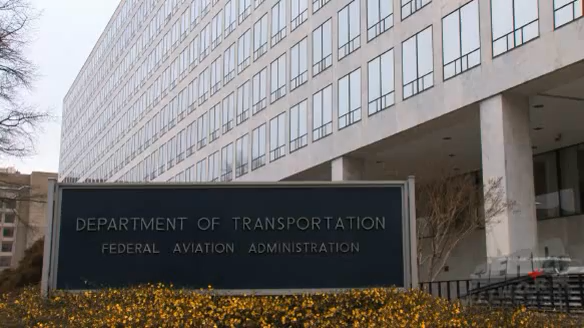 DEPARTMENT OF TRANSPORTATION
FEDERAL AVIATION ADMINISTRATION